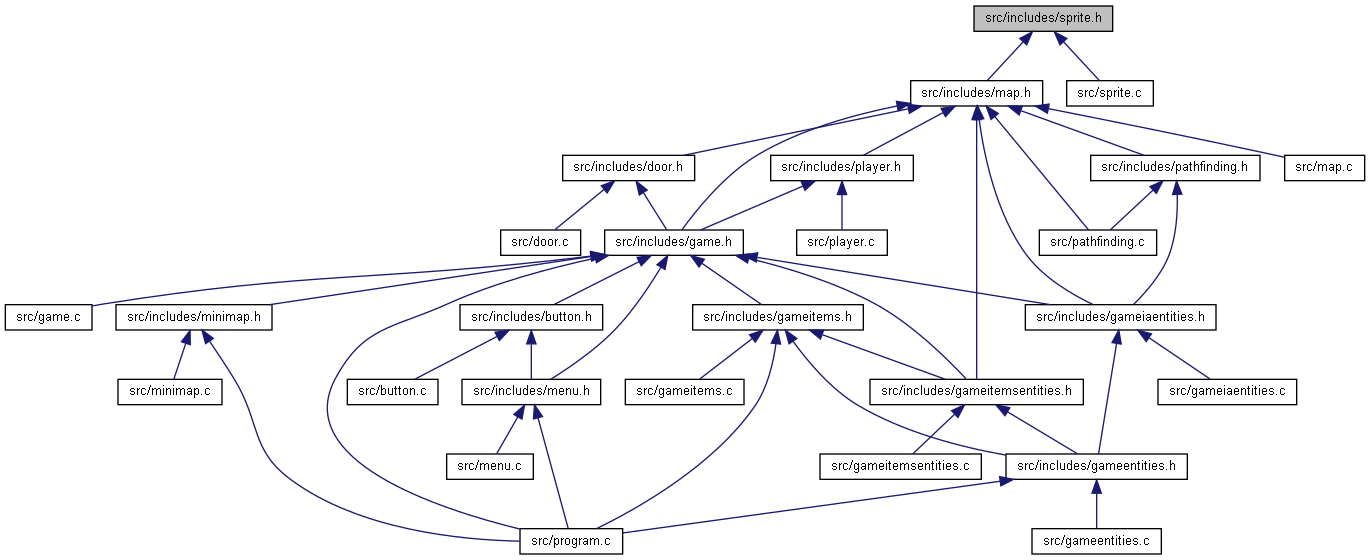 src/includes/sprite.h
src/includes/map.h
src/sprite.c
src/includes/door.h
src/includes/player.h
src/includes/pathfinding.h
src/map.c
src/door.c
src/includes/game.h
src/player.c
src/pathfinding.c
src/game.c
src/includes/minimap.h
src/includes/button.h
src/includes/gameitems.h
src/includes/gameiaentities.h
src/minimap.c
src/button.c
src/includes/menu.h
src/gameitems.c
src/includes/gameitemsentities.h
src/gameiaentities.c
src/menu.c
src/gameitemsentities.c
src/includes/gameentities.h
src/program.c
src/gameentities.c